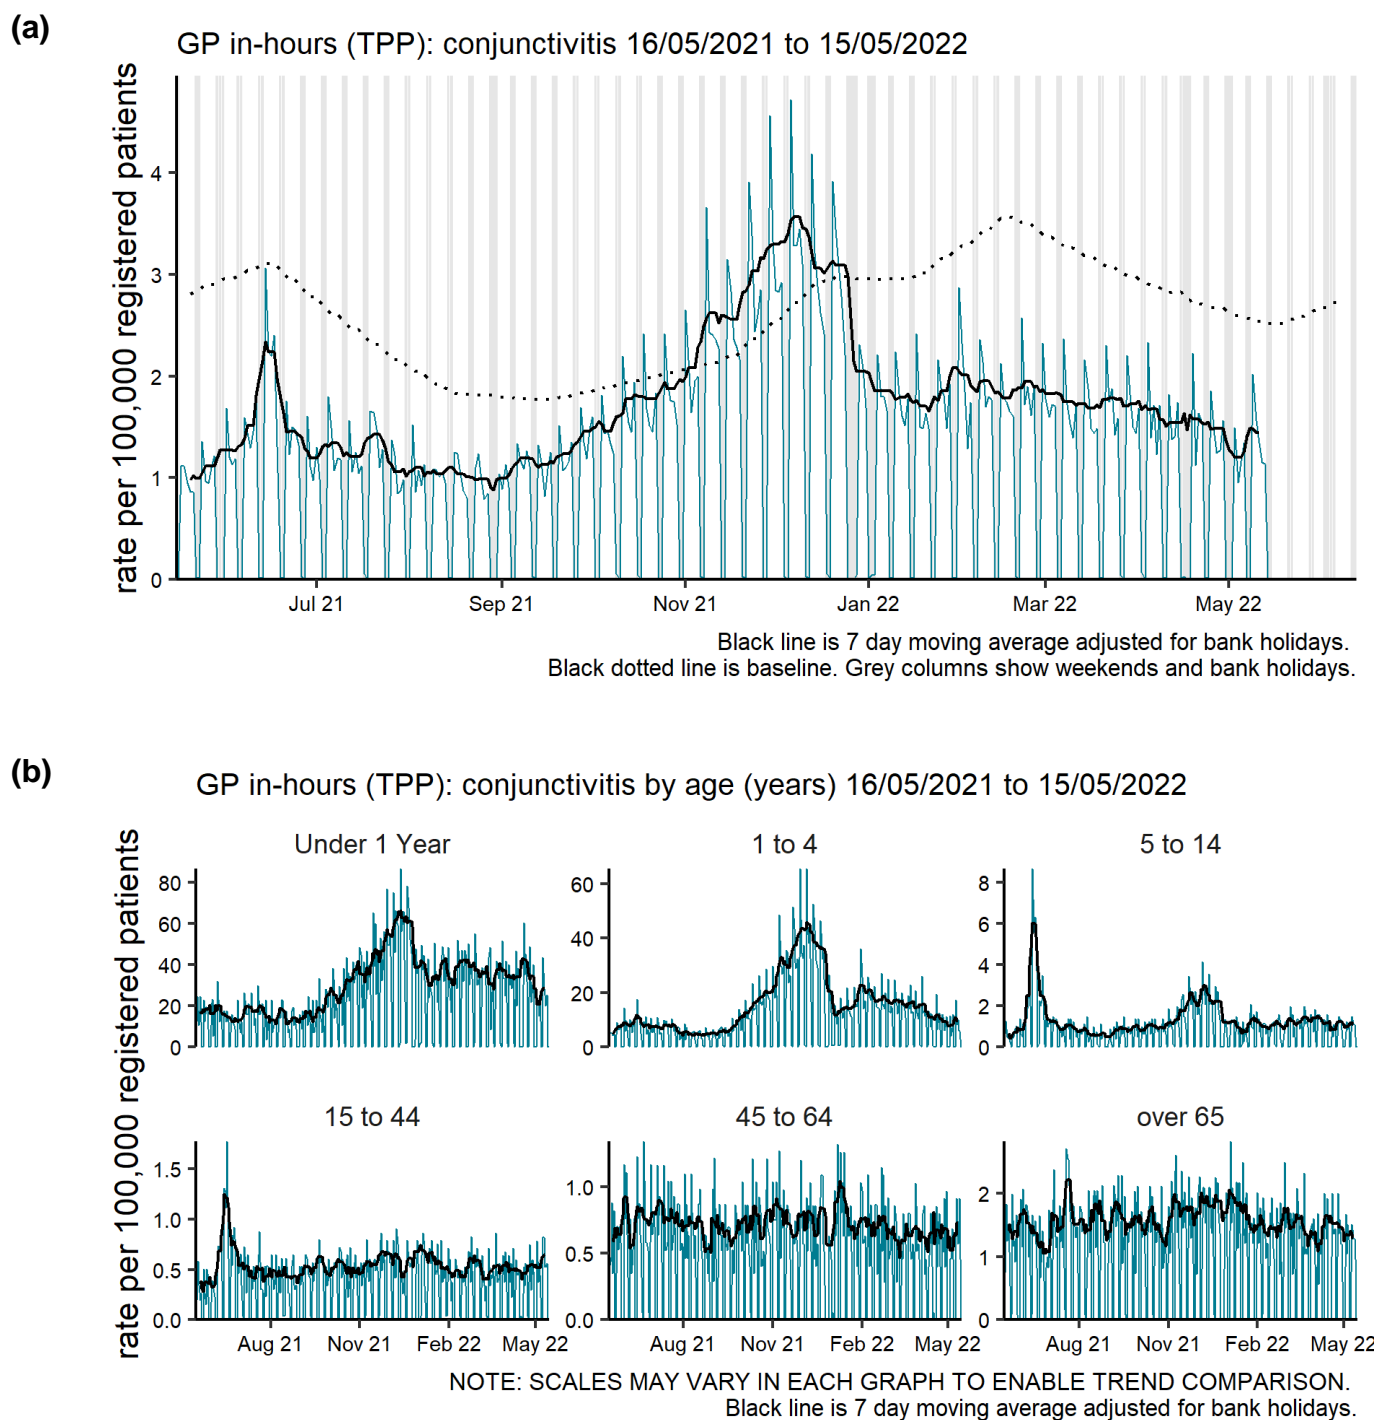 (a)
GP in-hours (TPP): conjunctivitis 16/05/2021 to 15/05/2022
rate per 100,000 registered patients
4
3
2
1
0
Jul 21
Sep 21
Nov 21
Jan 22
Mar 22
May 22
Black line is 7 day moving average adjusted for bank holidays.
Black dotted line is baseline. Grey columns show weekends and bank holidays.
(b)
GP in-hours (TPP): conjunctivitis by age (years) 16/05/2021 to 15/05/2022
rate per 100,000 registered patients
Under 1 Year
80
60
40
20
0
1 to 4
60
40
20
0
5 to 14
8
6
4
2
0
15 to 44
1.5
1.0
0.5
0.0
Aug 21
Nov 21
Feb 22
May 22
45 to 64
1.0
0.5
0.0
Aug 21
Nov 21
Feb 22
May 22
over 65
2
1
0
Aug 21
Nov 21
Feb 22
May 22
NOTE: SCALES MAY VARY IN EACH GRAPH TO ENABLE TREND COMPARISON.
Black line is 7 day moving average adjusted for bank holidays.